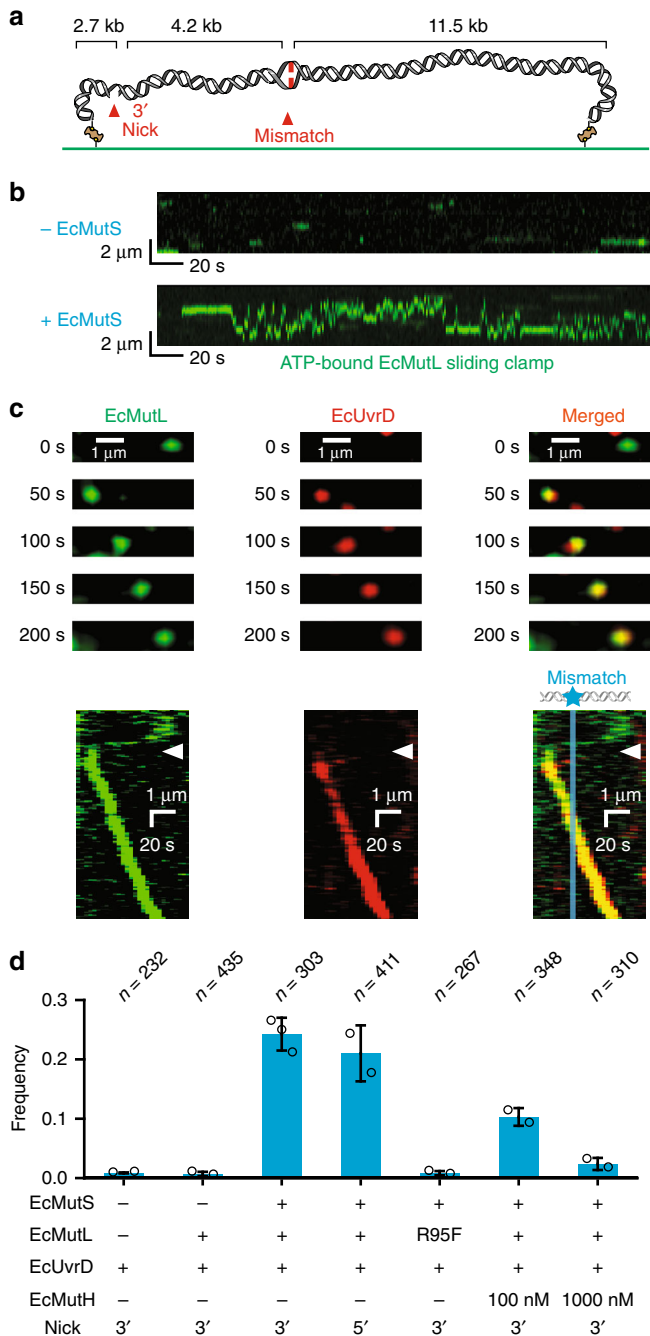 a
2.7 kb 4.2 kb 11.5 kb
3′
Nick
Mismatch
b
– EcMutS
2 μm
20 s
+ EcMutS
2 μm
20 s
ATP-bound EcMutL sliding clamp
c
EcMutL EcUvrD Merged
0 s 1 μm 0 s 1 μm 0 s 1 μm
50 s 50 s 50 s
100 s 100 s 100 s
150 s 150 s 150 s
200 s 200 s 200 s
Mismatch
1 μm 1 μm 1 μm
20 s 20 s 20 s
d
n = 232 n = 435 n = 303 n = 411 n = 267 n = 348 n = 310
Frequency
0.3
0.2
0.1
0.0
EcMutS – – + + + + +
EcMutL – + + + R95F + +
EcUvrD + + + + + + +
EcMutH – – – – – 100 nM 1000 nM
Nick 3′ 3′ 3′ 5′ 3′ 3′ 3′